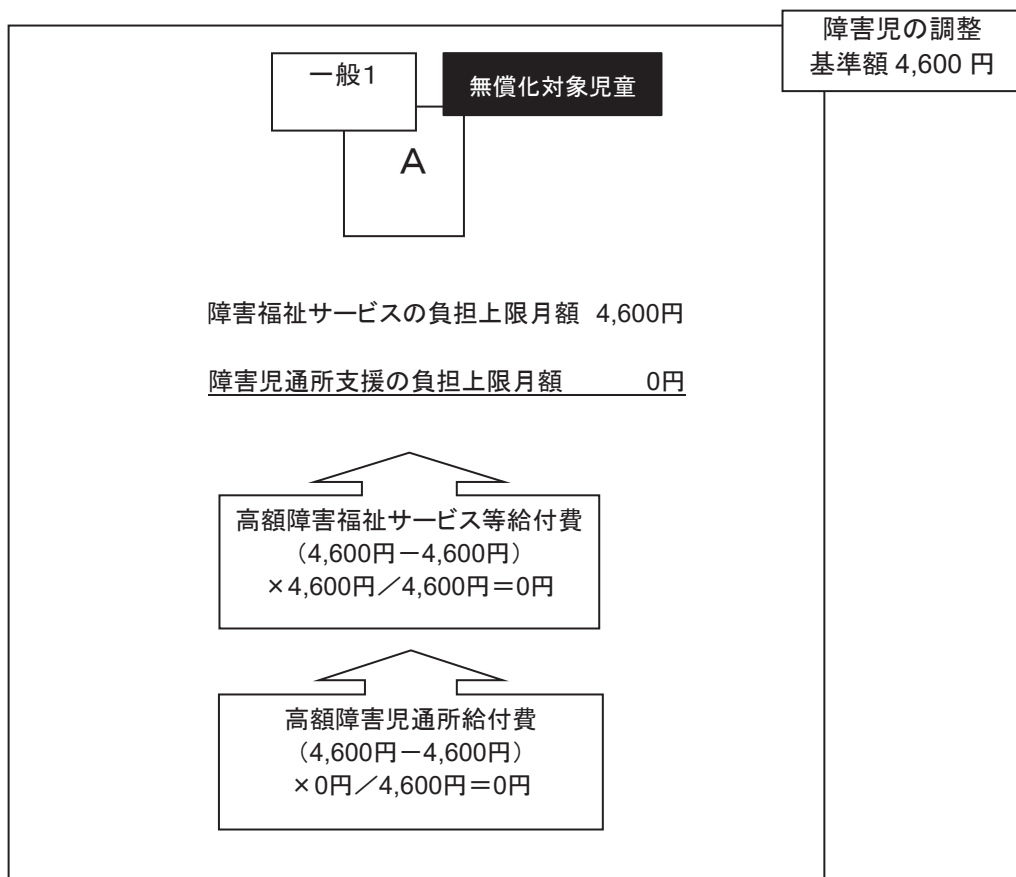 障害児の調整
基準額 4,600 円
一般1
無償化対象児童
A
障害福祉サービスの負担上限月額 4,600円
障害児通所支援の負担上限月額 0円
高額障害福祉サービス等給付費
（4,600円－4,600円）
×4,600円／4,600円＝0円
高額障害児通所給付費
（4,600円－4,600円）
×0円／4,600円＝0円